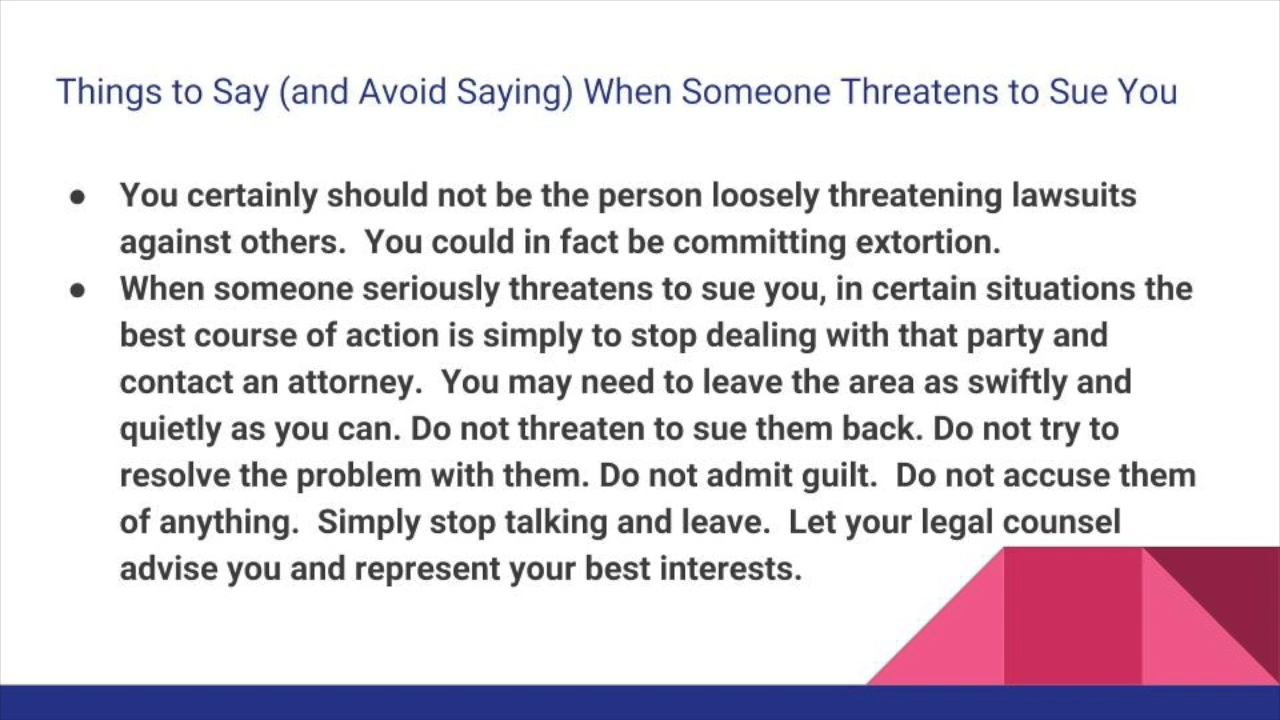 Things to Say (and Avoid Saying) When Someone Threatens to Sue You
● You certainly should not be the person loosely threatening lawsuits
against others.  You could in fact be committing extortion.
● When someone seriously threatens to sue you, in certain situations the
best course of action is simply to stop dealing with that party and
contact an attorney.  You may need to leave the area as swiftly and
quietly as you can. Do not threaten to sue them back. Do not try to
resolve the problem with them. Do not admit guilt.  Do not accuse them
of anything.  Simply stop talking and leave.  Let your legal counsel
advise you and represent your best interests.